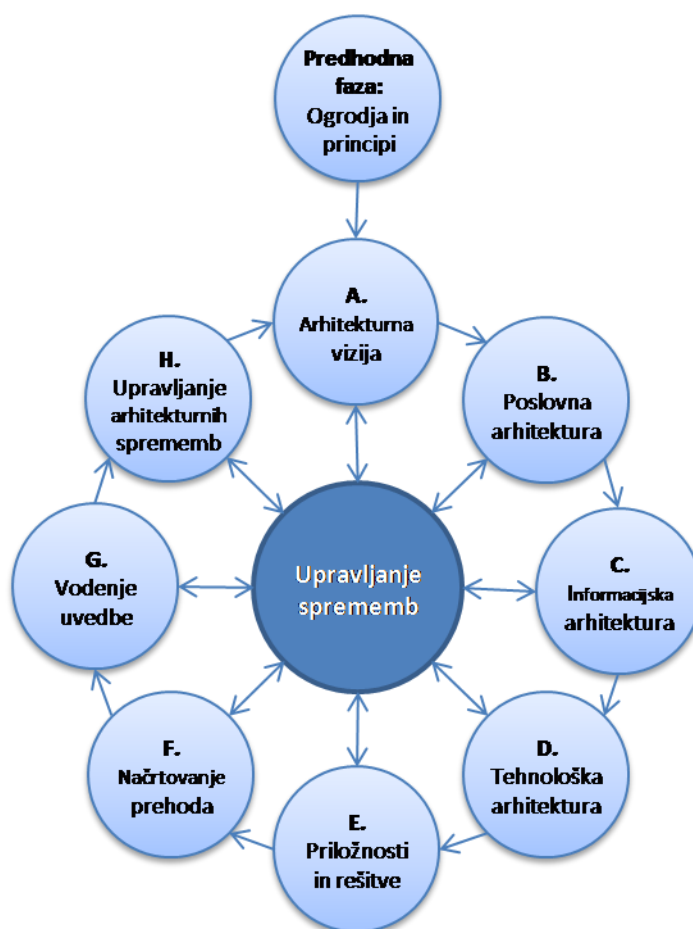 Predhodna
faza:
Ogrodja in
principi
A.
Arhitekturna
vizija
B.
Poslovna
arhitektura
C.
Informacijska
arhitektura
D.
Tehnološka
arhitektura
E.
Priložnosti
in rešitve
F.
Načrtovanje
prehoda
G.
Vodenje
uvedbe
H.
Upravljanje
arhitekturnih
sprememb
Upravljanje
sprememb